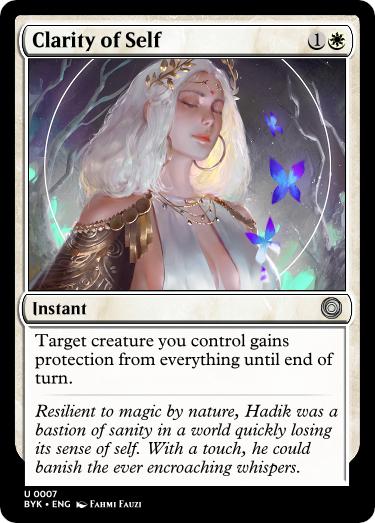 Clarity of Self 1
Instant
Target creature you control gains
protection from everything until end of
turn.
Resilient to magic by nature, Hadik was a
bastion of sanity in a world quickly losing
its sense of self. With a touch, he could
banish the ever encroaching whispers.
U 0007
BYK • ENG Fahmi Fauzi